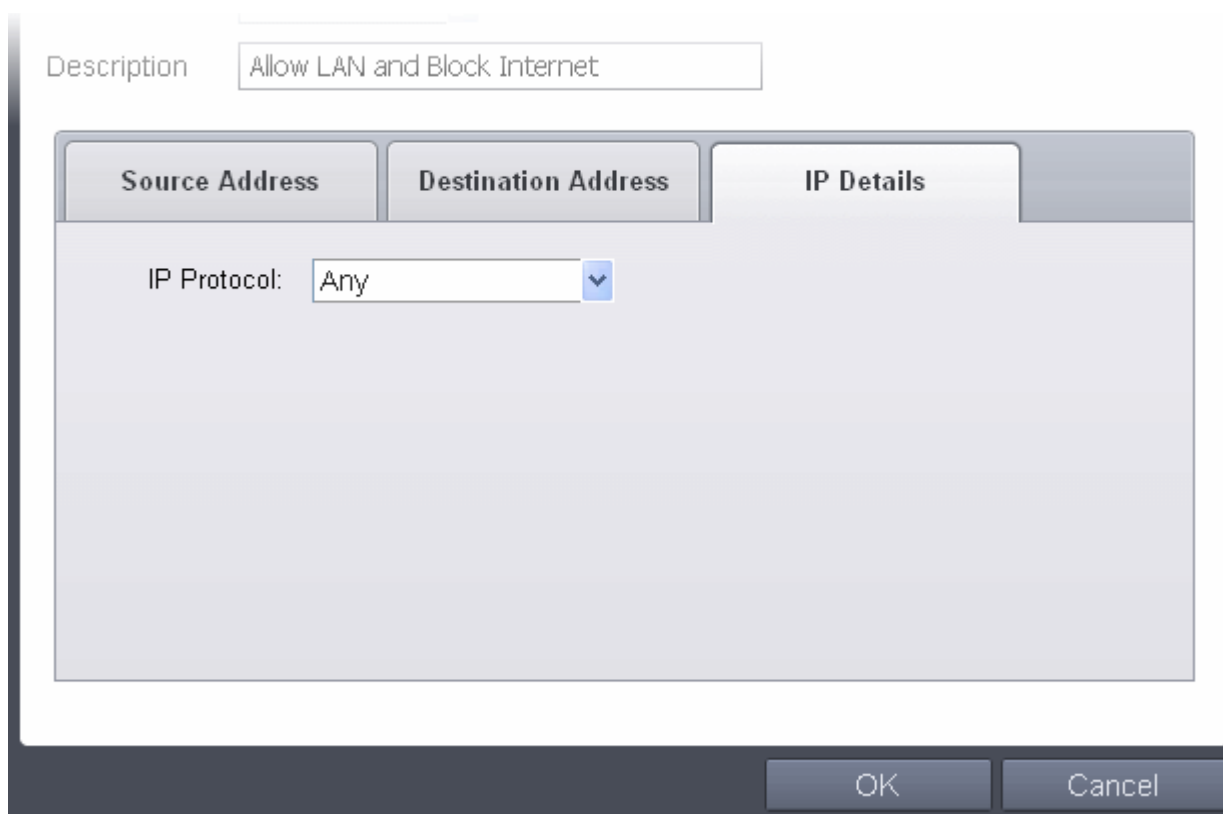 Description Allow LAN and Block Internet
Source Address Destination Address IP Details
IP Protocol: Any
OK Cancel